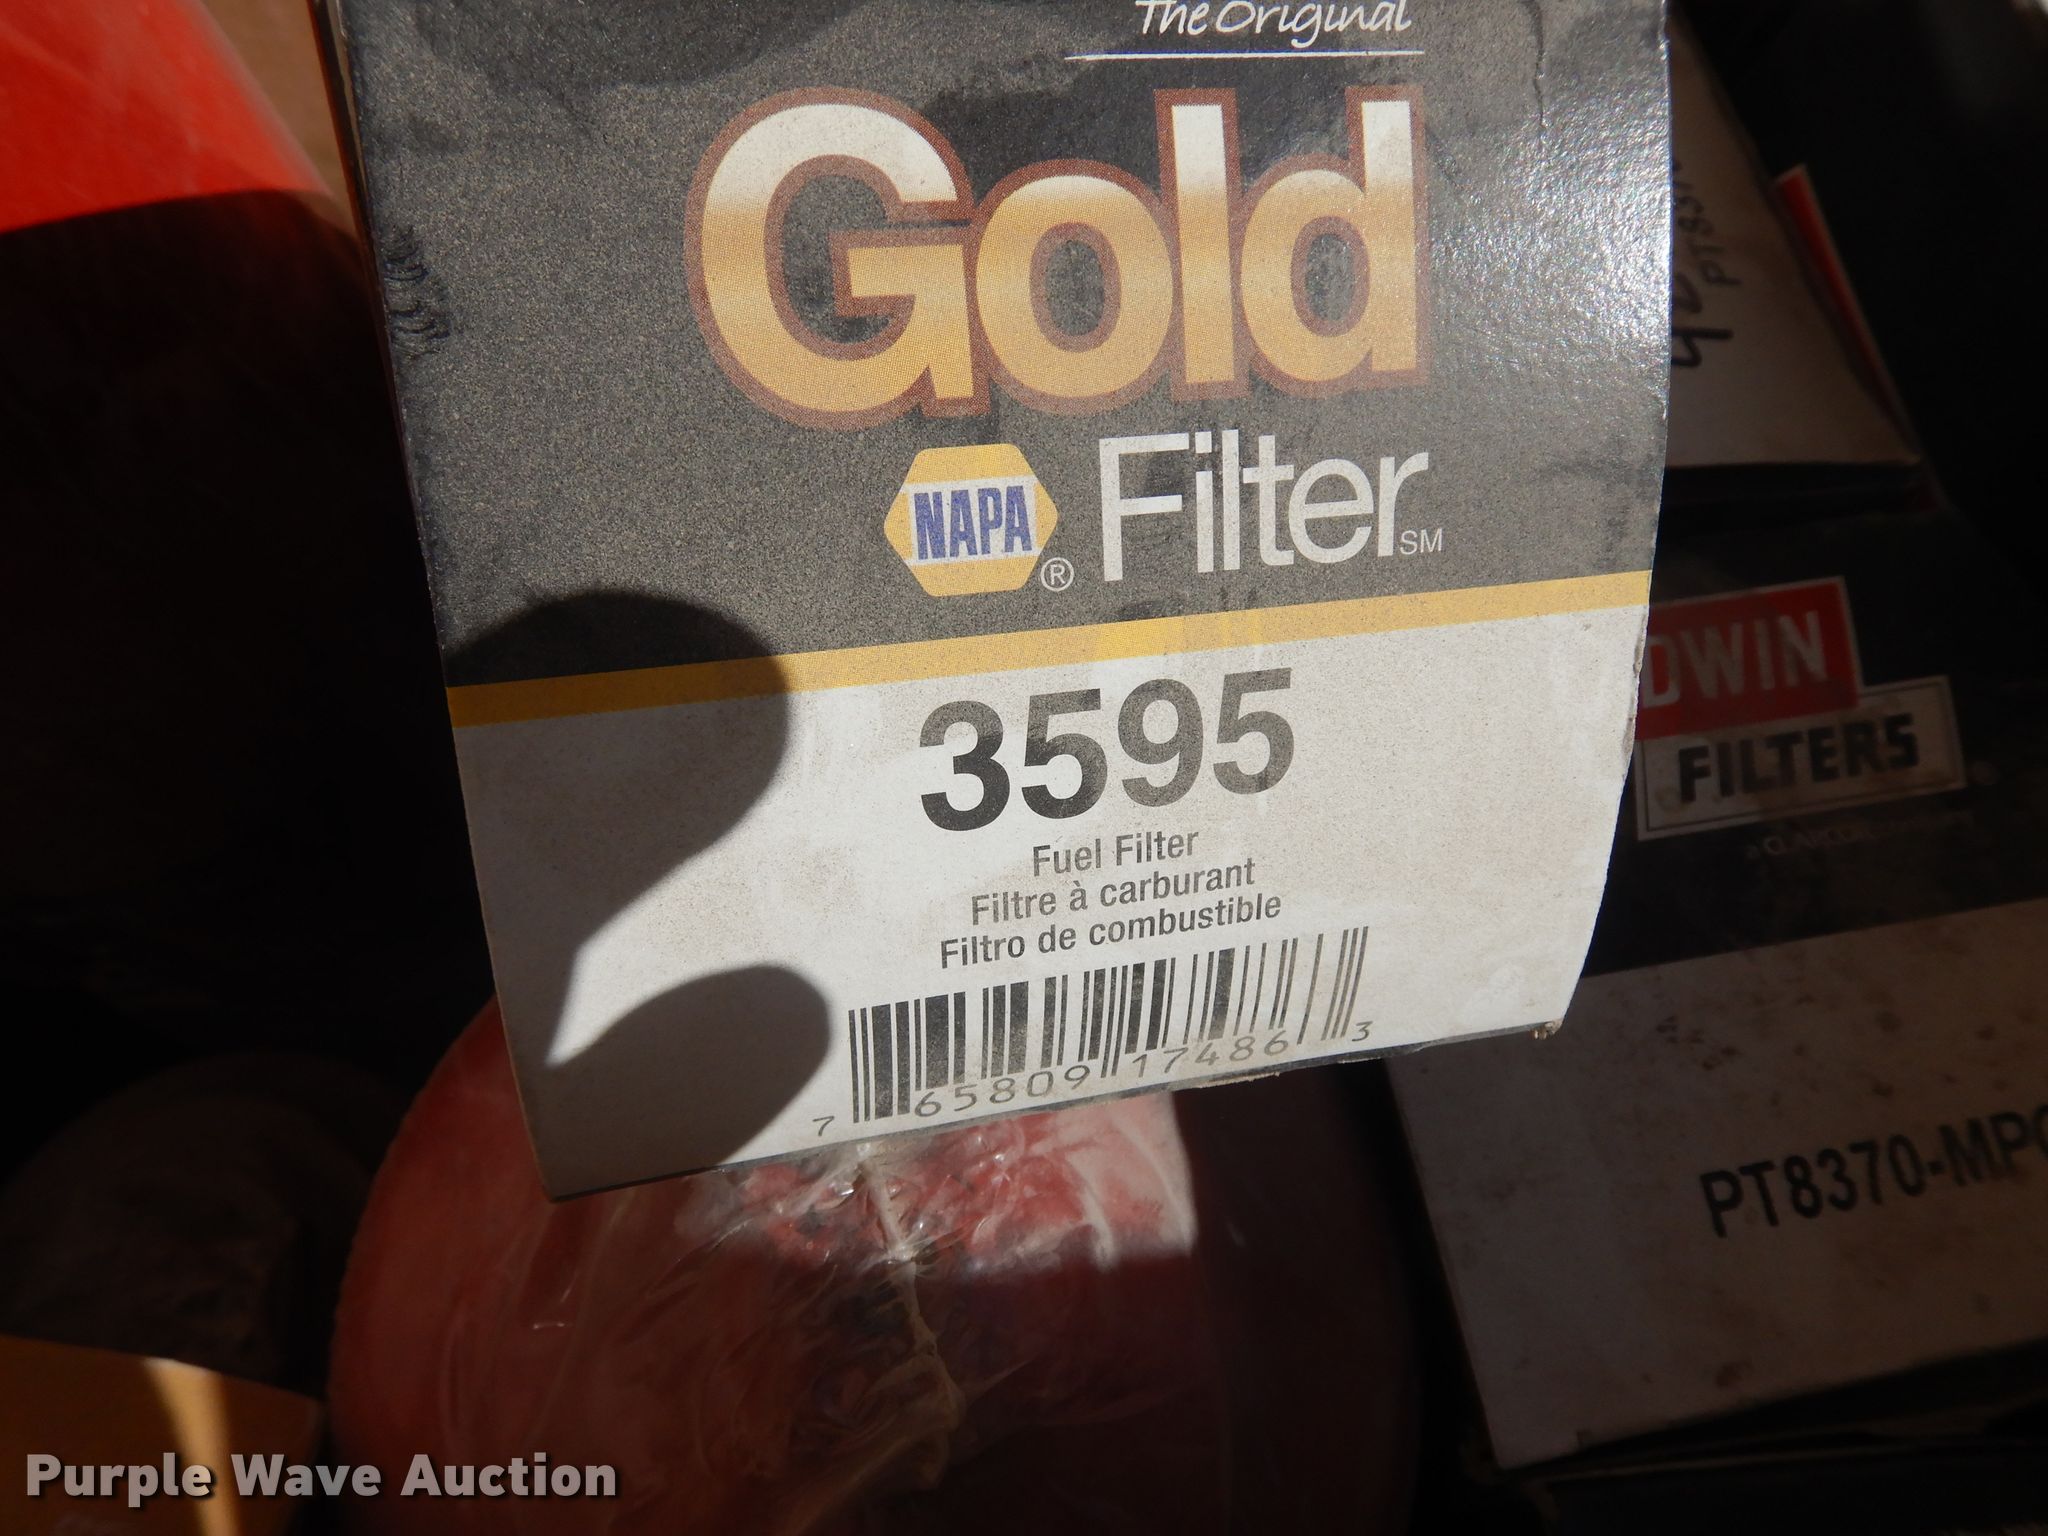 The Original
Gold
NAPA® Filter SM
3595
Fuel Filter
Filtre à carburant
Filtro de combustible
7 65809 17486 3
DWIN
FILTERS
PT8370-MP
Purple Wave Auction